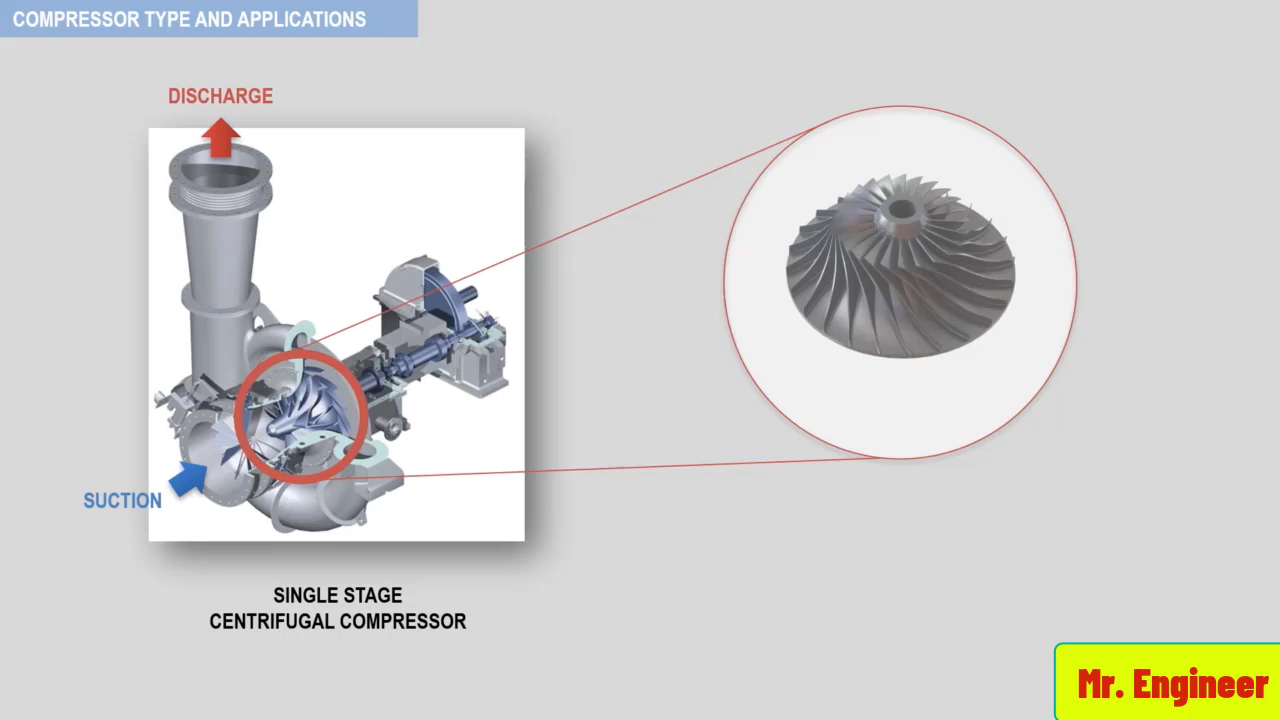 COMPRESSOR TYPE AND APPLICATIONS
DISCHARGE
SUCTION
SINGLE STAGE
CENTRIFUGAL COMPRESSOR
Mr. Engineer